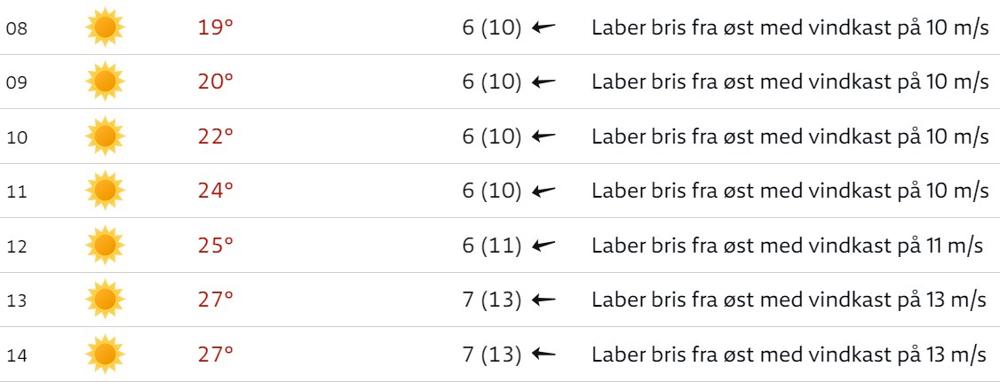 08 19° 6 (10) Laber bris fra øst med vindkast på 10 m/s
09 20° 6 (10) Laber bris fra øst med vindkast på 10 m/s
10 22° 6 (10) Laber bris fra øst med vindkast på 10 m/s
11 24° 6 (10) Laber bris fra øst med vindkast på 10 m/s
12 25° 6 (11) Laber bris fra øst med vindkast på 11 m/s
13 27° 7 (13) Laber bris fra øst med vindkast på 13 m/s
14 27° 7 (13) Laber bris fra øst med vindkast på 13 m/s